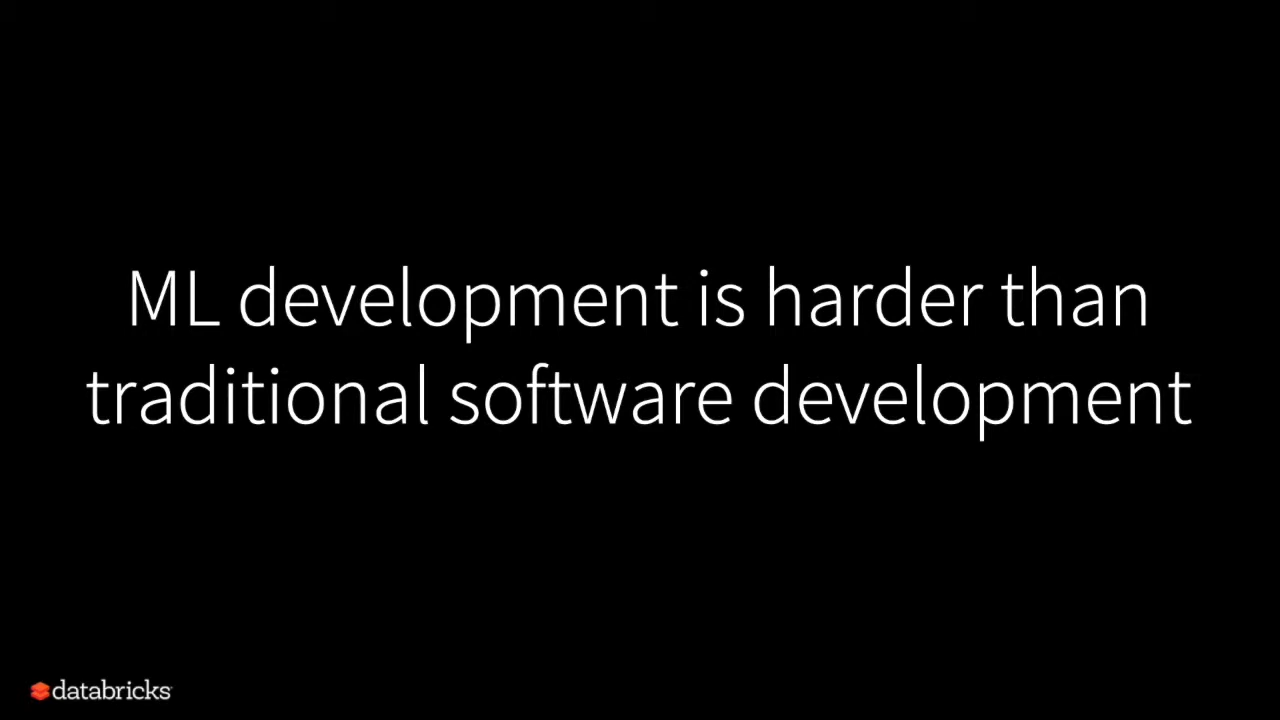 ML development is harder than
traditional software development
databricks